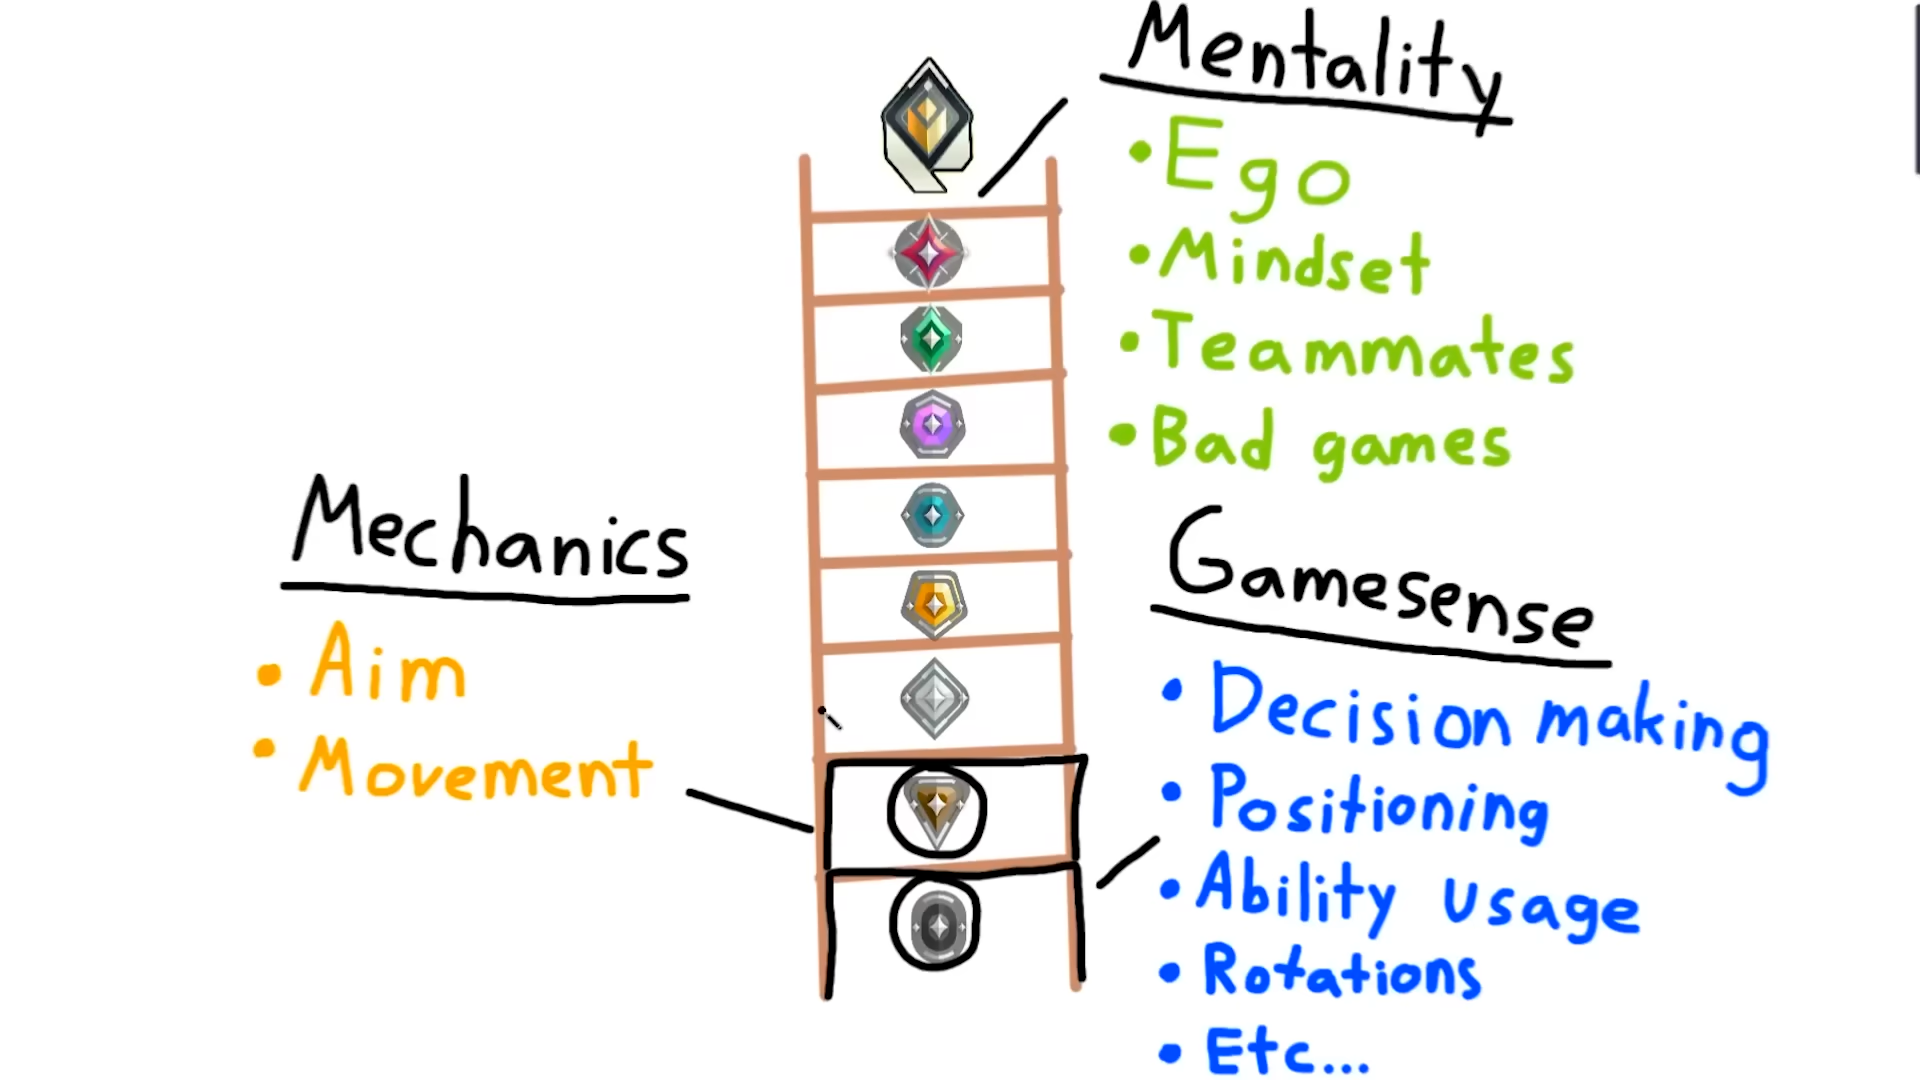 Mentality
• Ego
• Mindset
• Teammates
• Bad games
Mechanics
• Aim
• Movement
Gamesense
• Decision making
• Positioning
• Ability usage
• Rotations
• Etc...